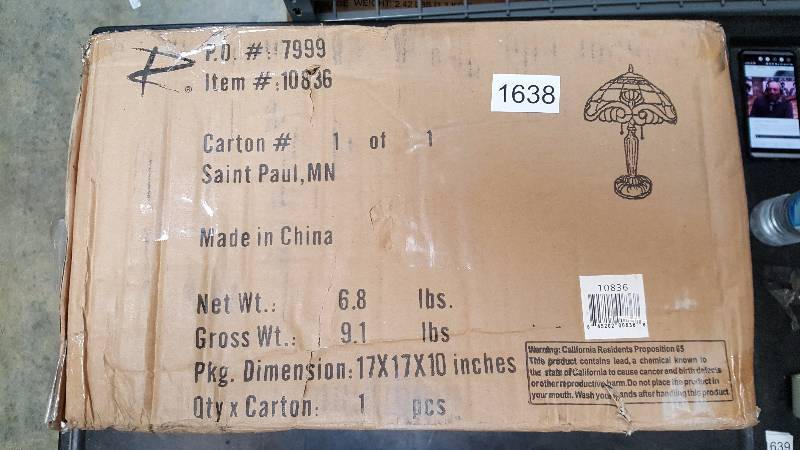 P.O. #: 7999
Item #: 10836
1638
Carton # 1 of 1
Saint Paul, MN
Made in China
Net Wt.: 6.8 lbs.
Gross Wt.: 9.1 lbs
Pkg. Dimension: 17X17X10 inches
Qty x Carton: 1 pcs
10836
Warning: California Residents Proposition 65
This product contains lead, a chemical known to
the state of California to cause cancer and birth defects
or other reproductive harm. Do not place the product in
your mouth. Wash your hands after handling this product
639